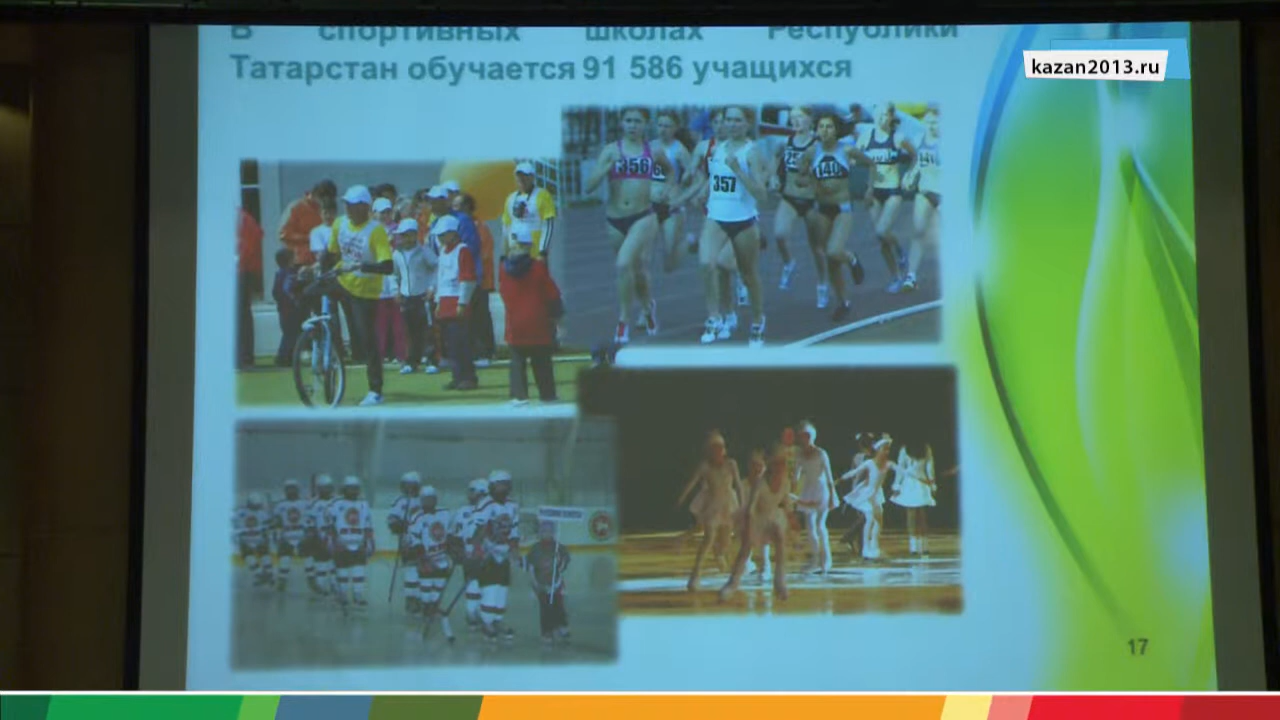 В спортивных школах Республики
Татарстан обучается 91 586 учащихся
kazan2013.ru
356
357
140
17